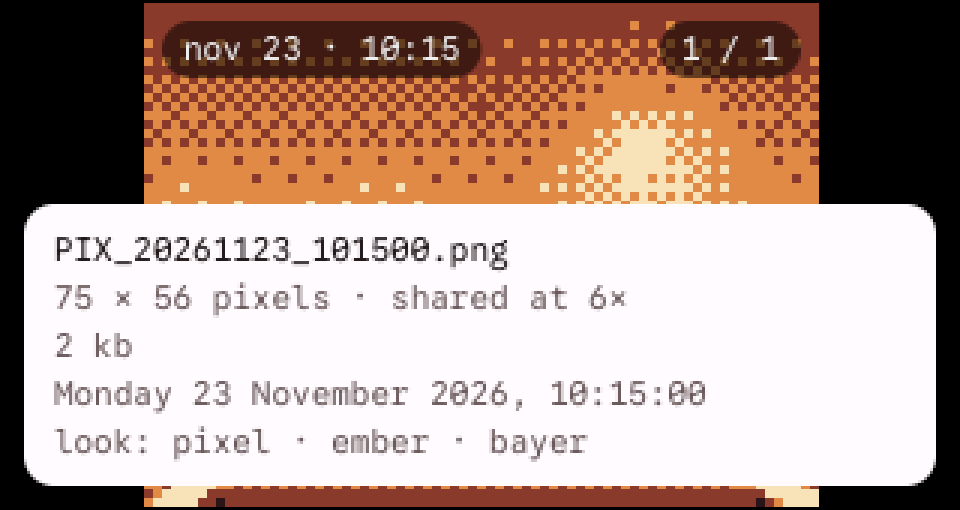 nov 23 · 10:15
1 / 1
PIX_20261123_101500.png
75 × 56 pixels · shared at 6×
2 kb
Monday 23 November 2026, 10:15:00
look: pixel · ember · bayer